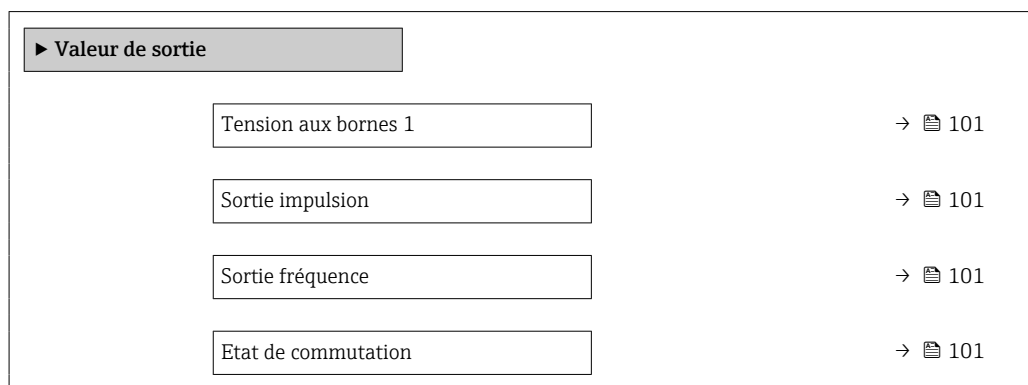 ▶ Valeur de sortie
Tension aux bornes 1 → 101
Sortie impulsion → 101
Sortie fréquence → 101
Etat de commutation → 101